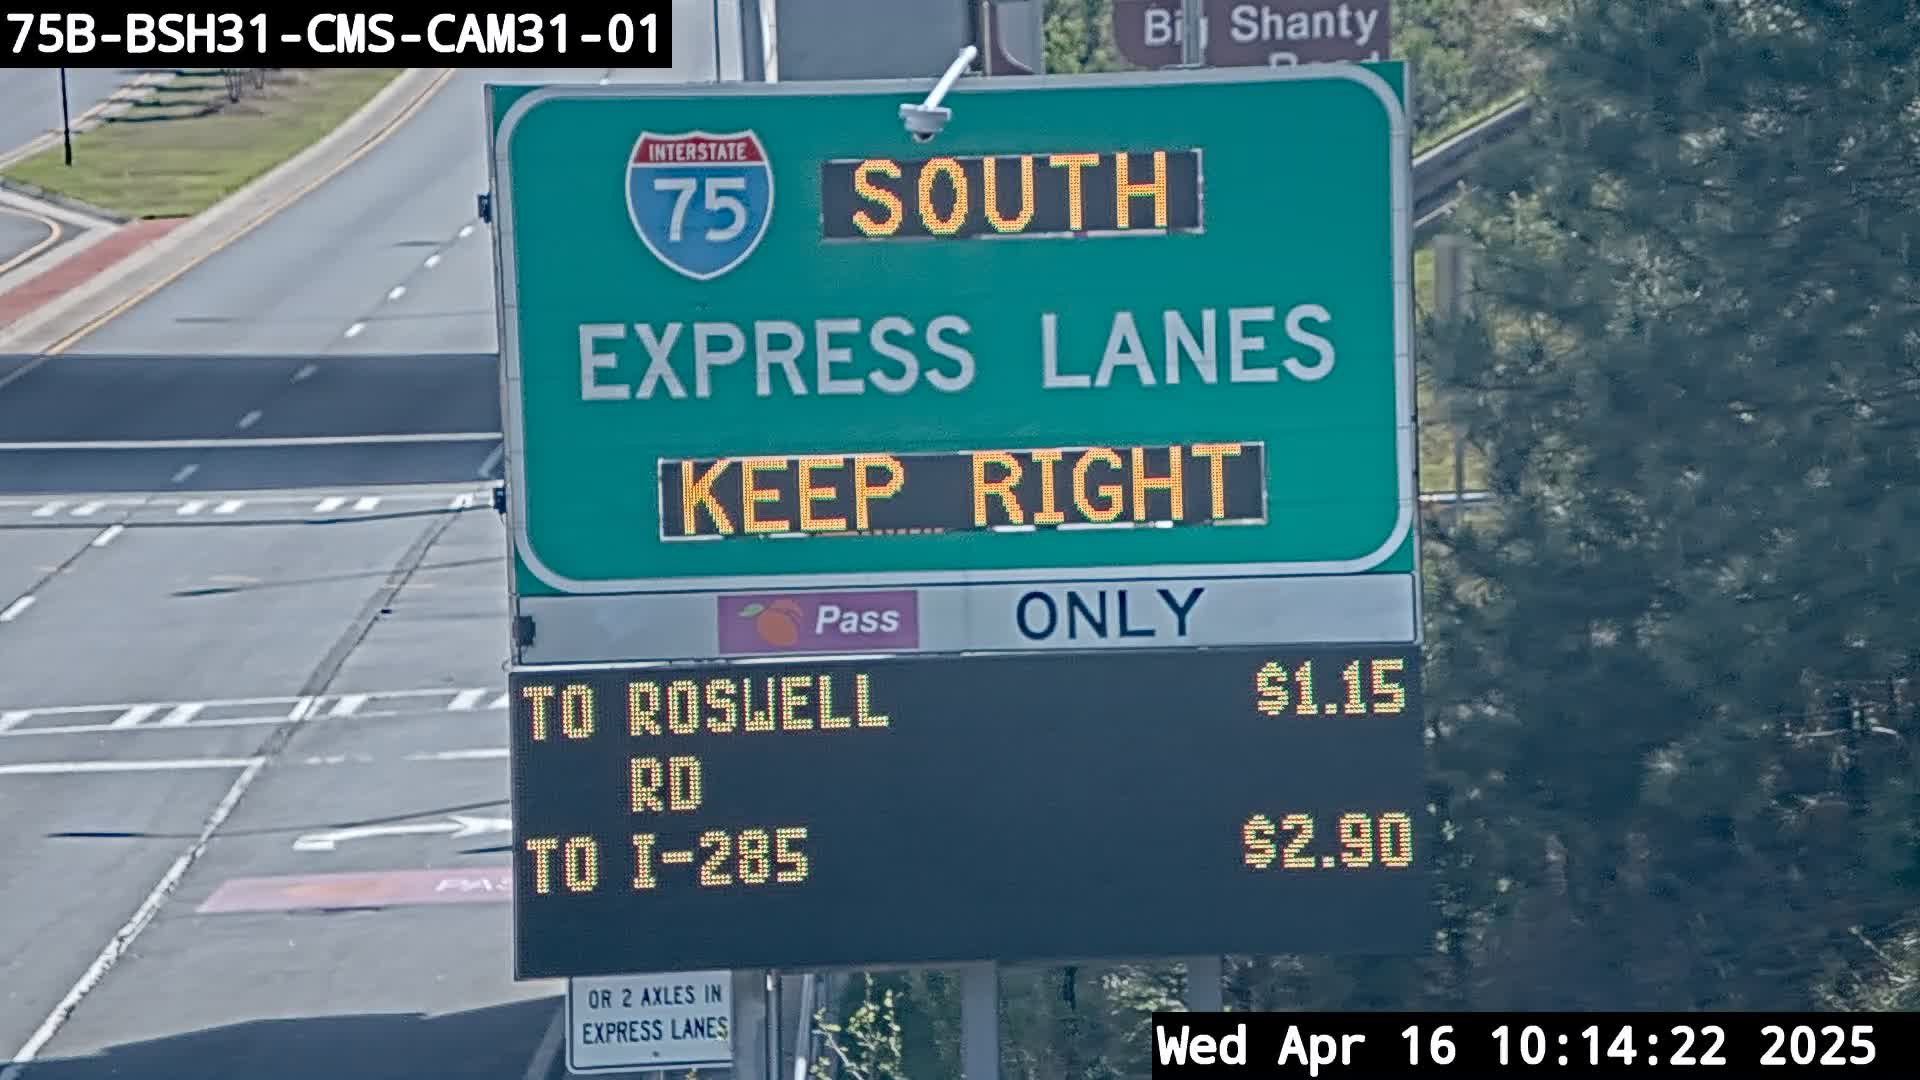 75B-BSH31-CMS-CAM31-01
Big Shanty
Road
INTERSTATE
75
SOUTH
EXPRESS LANES
KEEP RIGHT
Pass
ONLY
TO ROSWELL $1.15
RD
TO I-285 $2.90
PAS
OR 2 AXLES IN
EXPRESS LANES
Wed Apr 16 10:14:22 2025